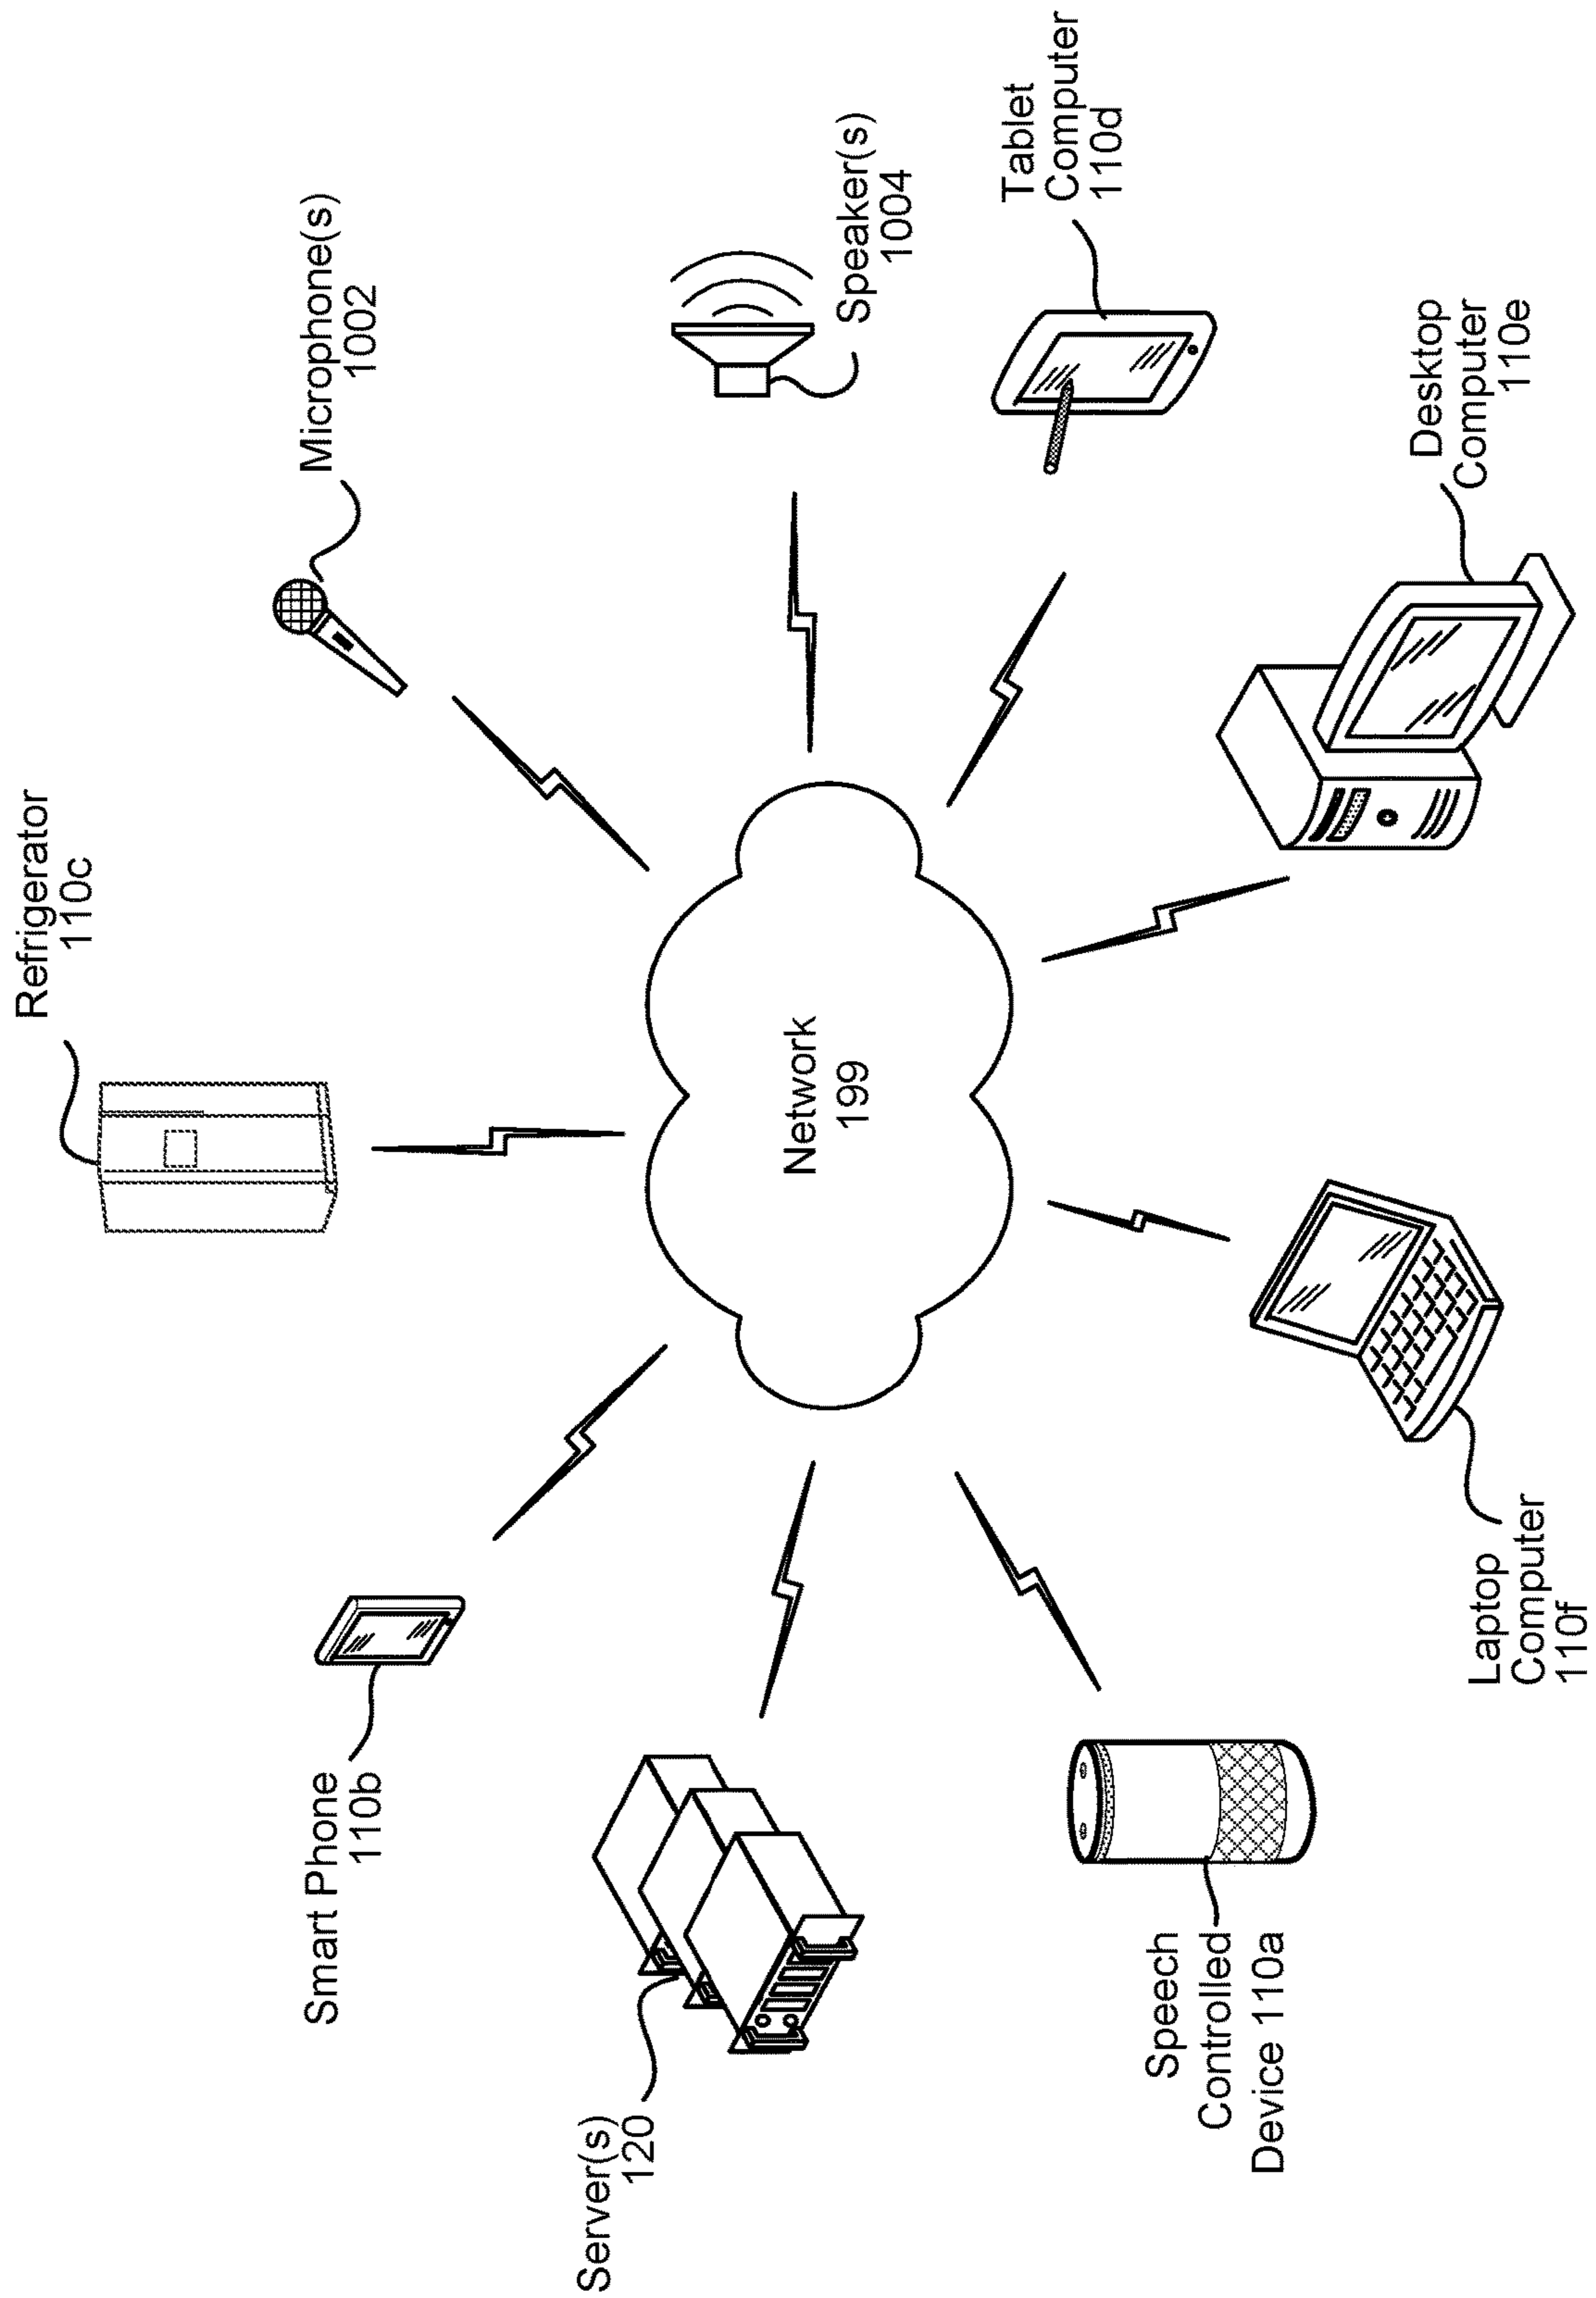 Refrigerator
110c
Smart Phone
110b
Microphone(s)
1002
Server(s)
120
Network
199
Speaker(s)
1004
Speech
Controlled
Device 110a
Tablet
Computer
110d
Laptop
Computer
110f
Desktop
Computer
110e